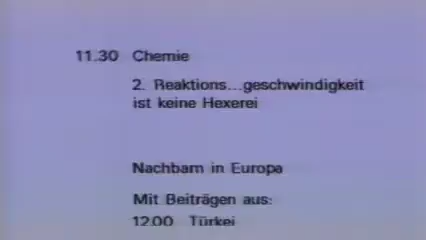 11.30 Chemie
2. Reaktions...geschwindigkeit
ist keine Hexerei
Nachbarn in Europa
Mit Beiträgen aus:
12.00 Türkei